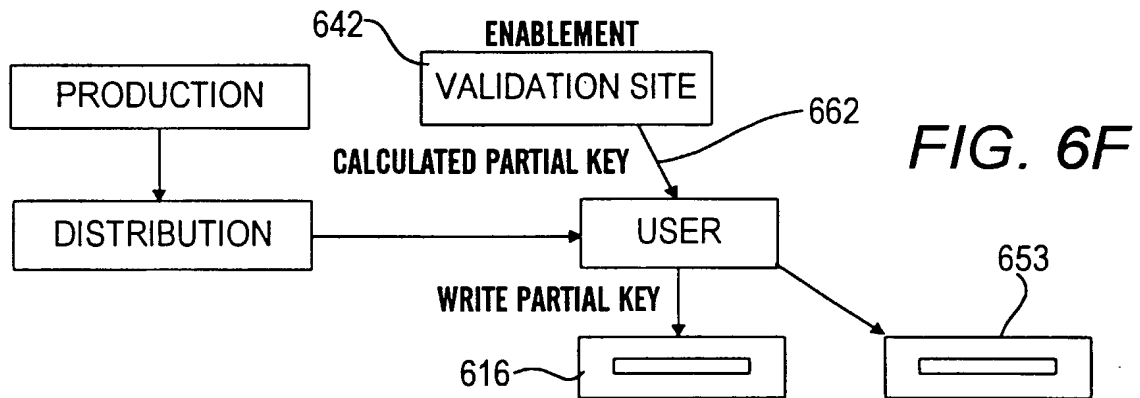 642
ENABLEMENT
PRODUCTION
VALIDATION SITE
662
FIG. 6F
CALCULATED PARTIAL KEY
DISTRIBUTION
USER
653
WRITE PARTIAL KEY
616